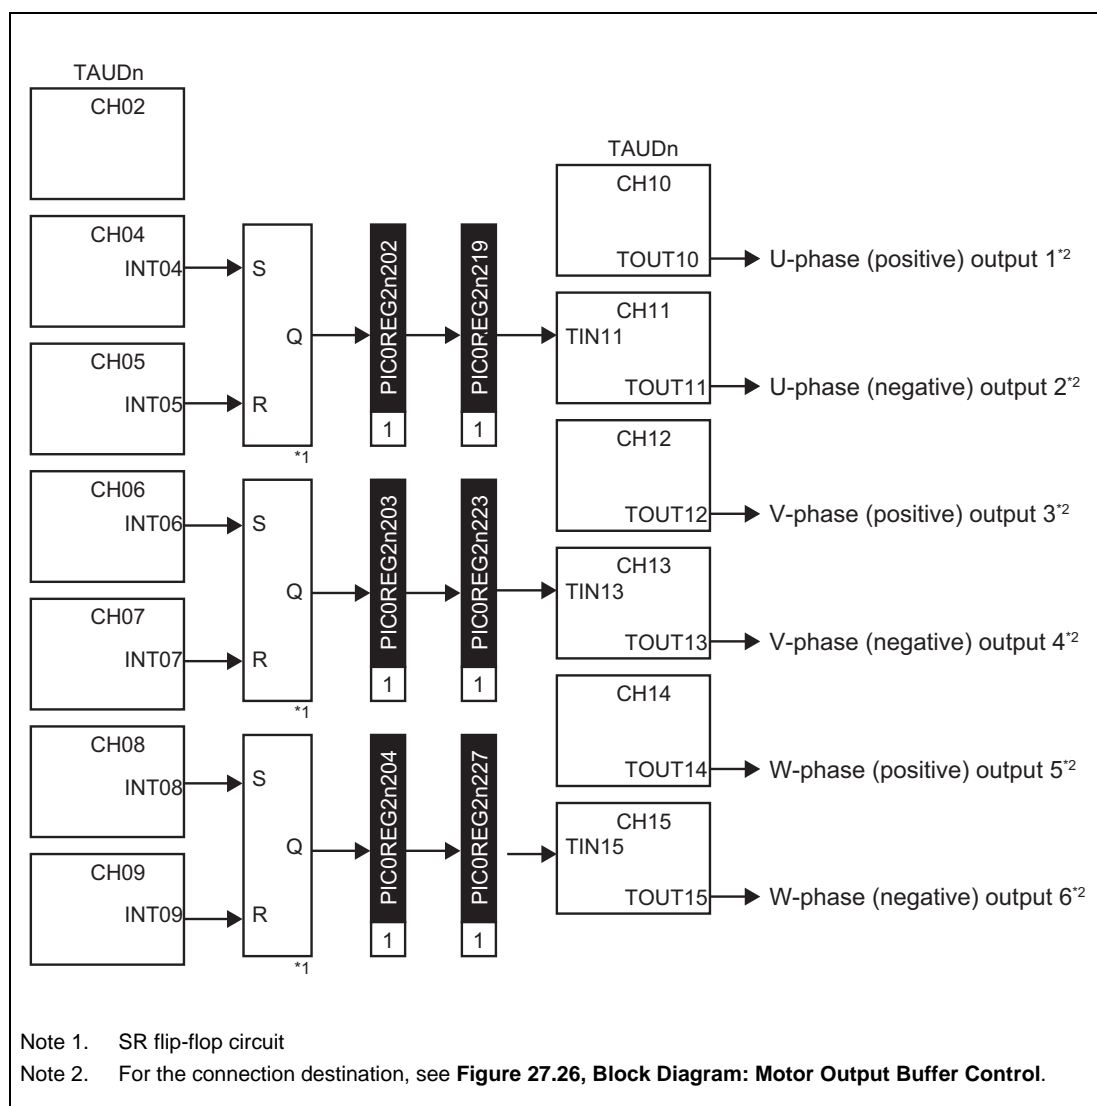 TAUDn
CH02
CH04
INT04
CH05
INT05
CH06
INT06
CH07
INT07
CH08
INT08
CH09
INT09
S
Q
R
*1
S
Q
R
*1
S
Q
R
*1
PIC0REG2n202
1
PIC0REG2n219
1
PIC0REG2n203
1
PIC0REG2n223
1
PIC0REG2n204
1
PIC0REG2n227
1
TAUDn
CH10
TOUT10
U-phase (positive) output 1*2
CH11
TIN11
TOUT11
U-phase (negative) output 2*2
CH12
TOUT12
V-phase (positive) output 3*2
CH13
TIN13
TOUT13
V-phase (negative) output 4*2
CH14
TOUT14
W-phase (positive) output 5*2
CH15
TIN15
TOUT15
W-phase (negative) output 6*2
Note 1. SR flip-flop circuit
Note 2. For the connection destination, see Figure 27.26, Block Diagram: Motor Output Buffer Control.